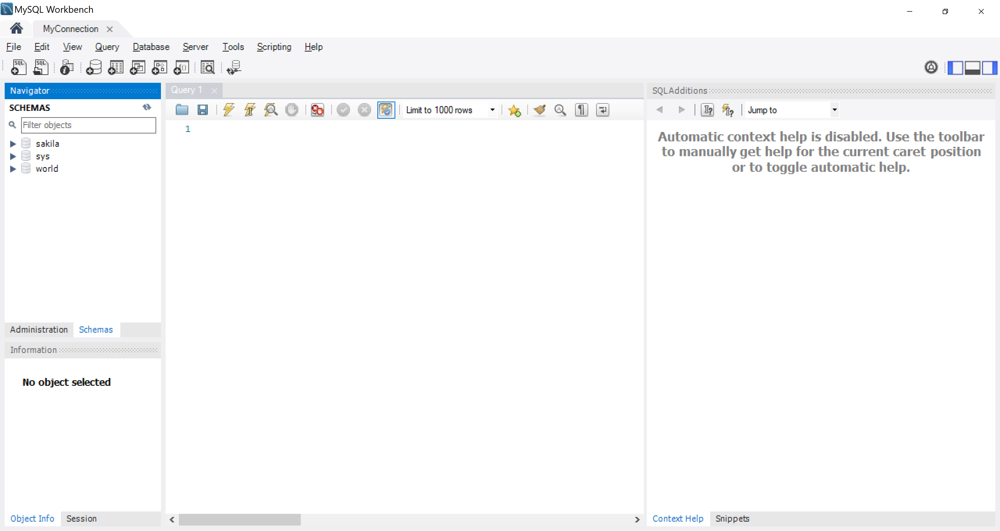 MySQL Workbench
MyConnection
File Edit View Query Database Server Tools Scripting Help
SQL SQL
Navigator
SCHEMAS
Filter objects
sakila
sys
world
Administration Schemas
Information
No object selected
Object Info Session
Query 1
Limit to 1000 rows
1
SQLAdditions
Jump to
Automatic context help is disabled. Use the toolbar
to manually get help for the current caret position
or to toggle automatic help.
Context Help Snippets